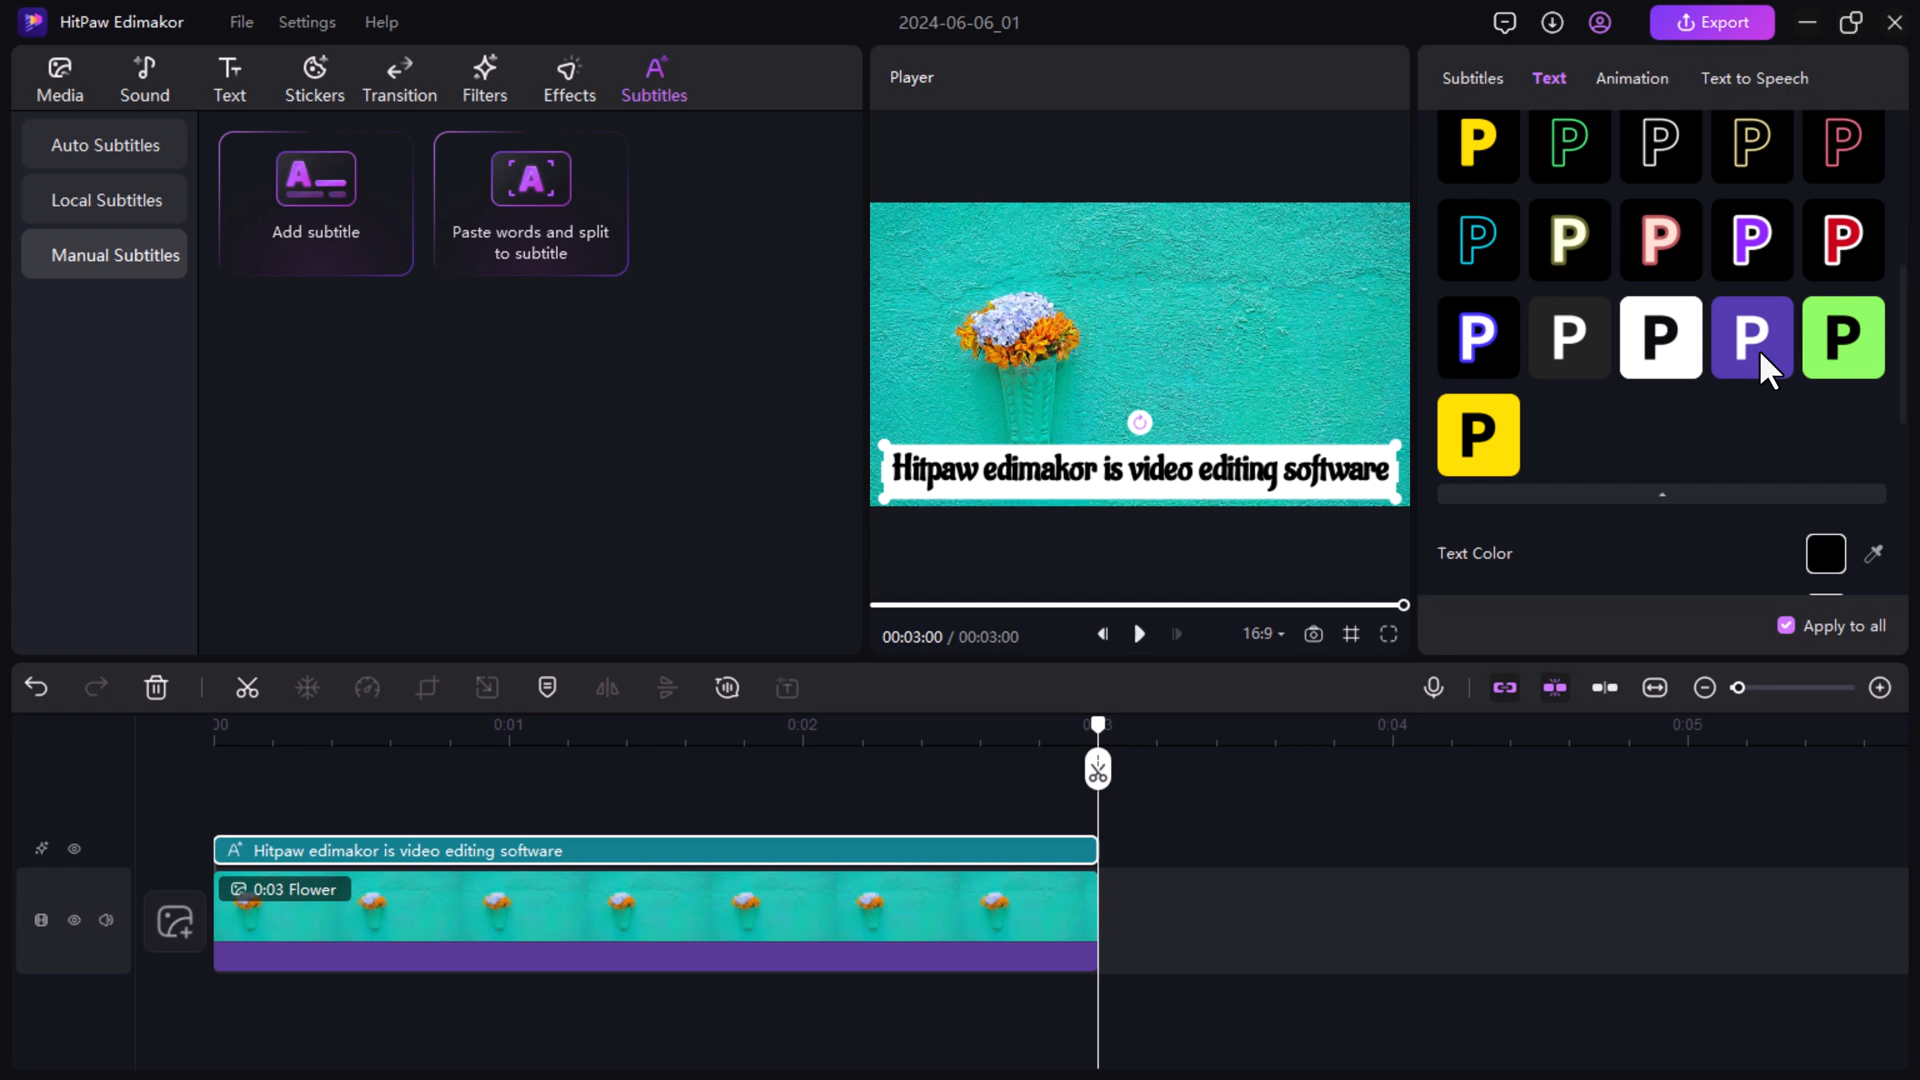 HitPaw Edimakor
File
Settings
Help
2024-06-06_01
Export
Media
Sound
Text
Stickers
Transition
Filters
Effects
Subtitles
Player
Subtitles
Text
Animation
Text to Speech
Auto Subtitles
Local Subtitles
Manual Subtitles
Add subtitle
Paste words and split
to subtitle
P P P P P
P P P P P
P P P P P
P
Hitpaw edimakor is video editing software
Text Color
Apply to all
00:03:00 / 00:03:00
16:9
0:01
0:02
0:04
0:05
Hitpaw edimakor is video editing software
0:03 Flower